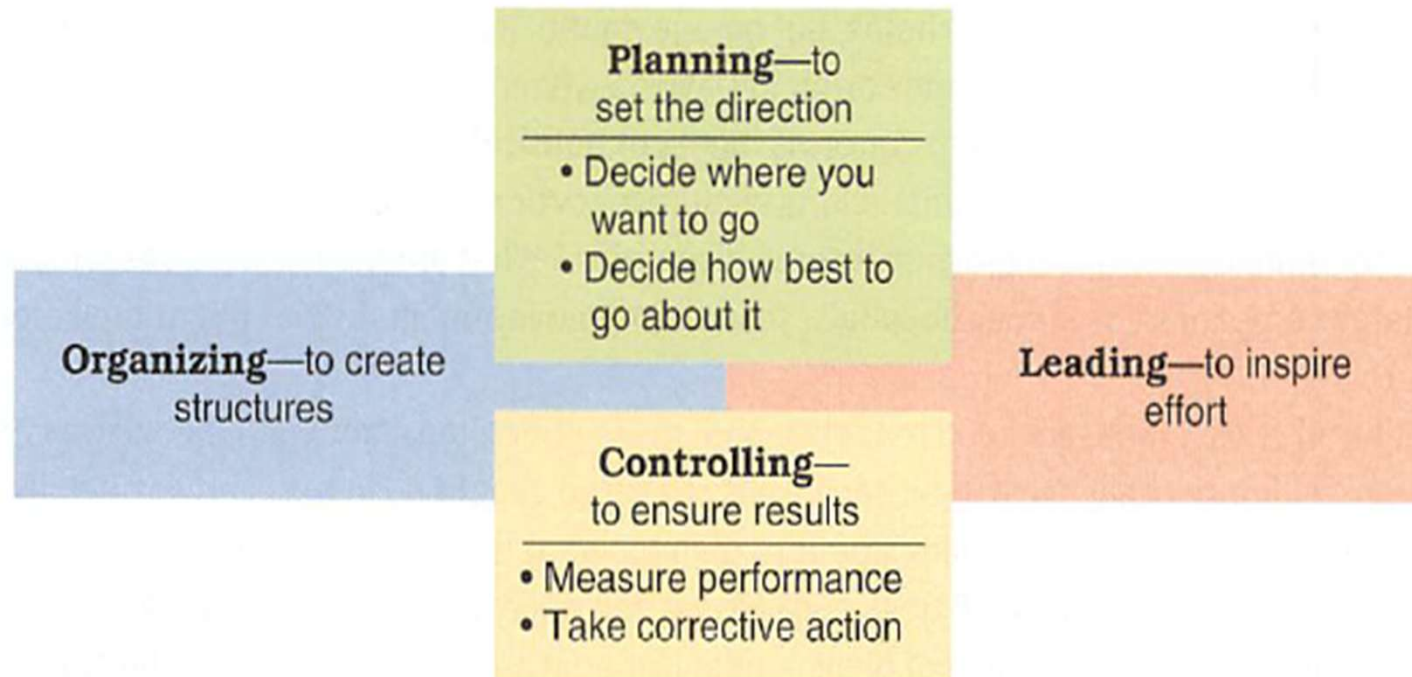 Planning—to
set the direction
• Decide where you
want to go
• Decide how best to
go about it
Organizing—to create
structures
Leading—to inspire
effort
Controlling—
to ensure results
• Measure performance
• Take corrective action